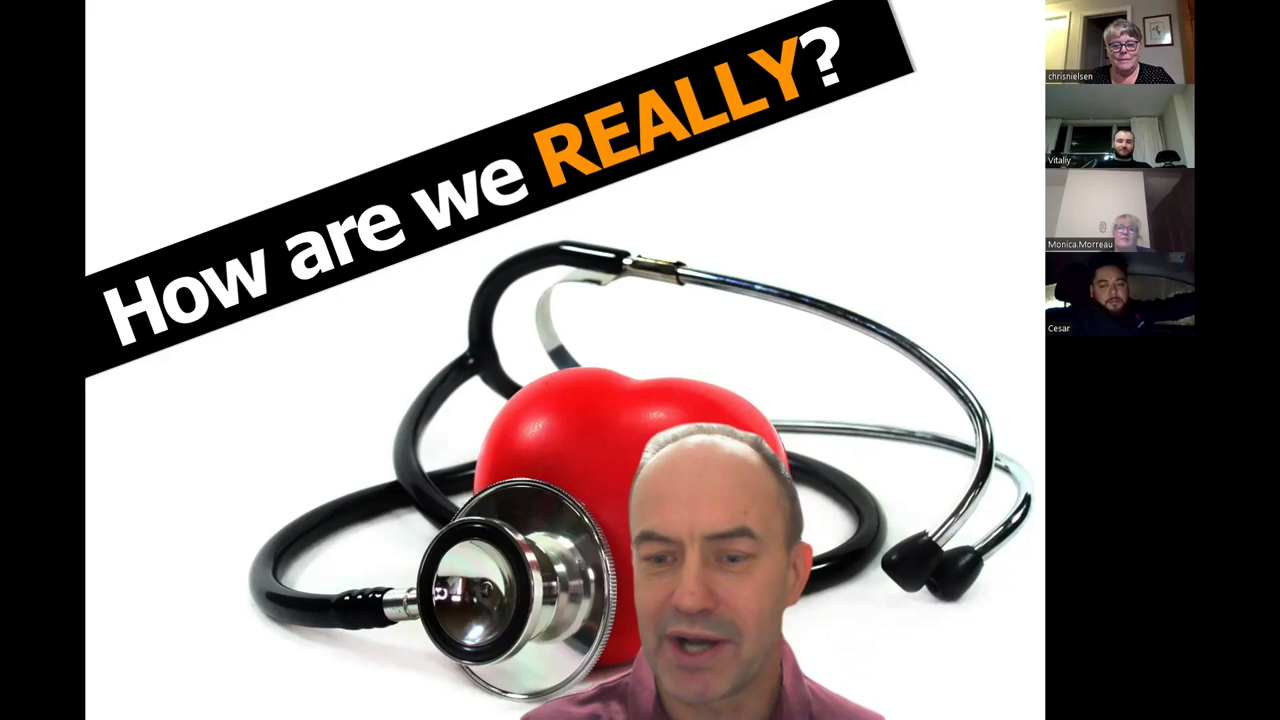 How are we REALLY?
chrisnielsen
Vitaliy
Monica.Morreau
Cesar